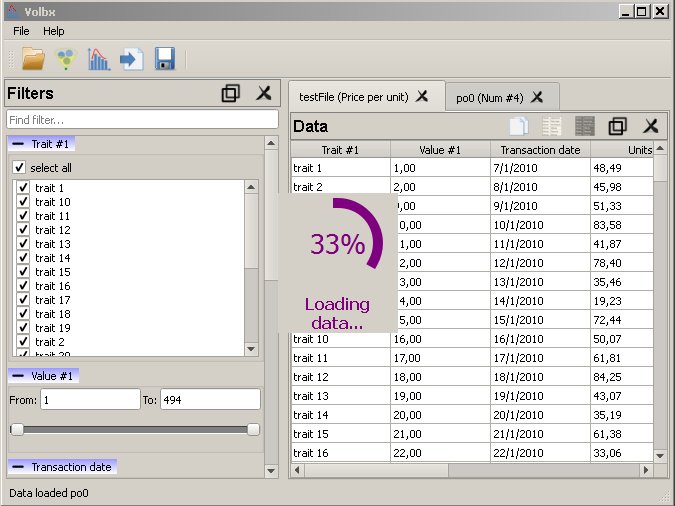 Volbx
File Help
Filters
Find filter...
Trait #1
select all
trait 1
trait 10
trait 11
trait 12
trait 13
trait 14
trait 15
trait 16
trait 17
trait 18
trait 19
trait 2
trait 20
Value #1
From: 1 To: 494
Transaction date
testFile (Price per unit) po0 (Num #4)
Data
Trait #1 Value #1 Transaction date Units
trait 1 1,00 7/1/2010 48,49
trait 2 2,00 8/1/2010 45,98
,00 9/1/2010 51,33
0,00 10/1/2010 83,58
1,00 11/1/2010 41,87
2,00 12/1/2010 78,40
3,00 13/1/2010 35,46
4,00 14/1/2010 19,23
5,00 15/1/2010 72,44
trait 10 16,00 16/1/2010 50,07
trait 11 17,00 17/1/2010 61,81
trait 12 18,00 18/1/2010 84,25
trait 13 19,00 19/1/2010 43,07
trait 14 20,00 20/1/2010 35,19
trait 15 21,00 21/1/2010 61,38
trait 16 22,00 22/1/2010 33,06
33%
Loading
data...
Data loaded po0